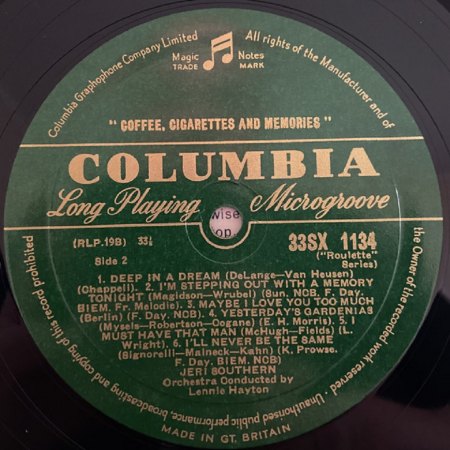 Columbia Graphophone Company Limited
All rights of the Manufacturer and of
Magic Notes
TRADE MARK
" COFFEE, CIGARETTES AND MEMORIES "
COLUMBIA
Long Playing Microgroove
wise
op
(RLP.19B) 33⅓
33SX 1134
Side 2
("Roulette"
Series)
1. DEEP IN A DREAM (DeLange-Van Heusen)
(Chappell). 2. I'M STEPPING OUT WITH A MEMORY
TONIGHT (Magidson-Wrubel) (Sun. NCB, F. Day.
BIEM. Fr. Melodie). 3. MAYBE I LOVE YOU TOO MUCH
(Berlin) (F. Day. NCB). 4. YESTERDAY'S GARDENIAS
(Mysels-Robertson-Cogane) (E. H. Morris). 5. I
MUST HAVE THAT MAN (McHugh-Fields) (L.
Wright). 6. I'LL NEVER BE THE SAME
(Signorelli-Malneck-Kahn) (K. Prowse.
F. Day. BIEM. NCB)
JERI SOUTHERN
Orchestra Conducted by
Lennie Hayton
the Owner of the recorded work reserved · Unauthorised public performance, broadcasting and copying of this record prohibited
MADE IN GT. BRITAIN